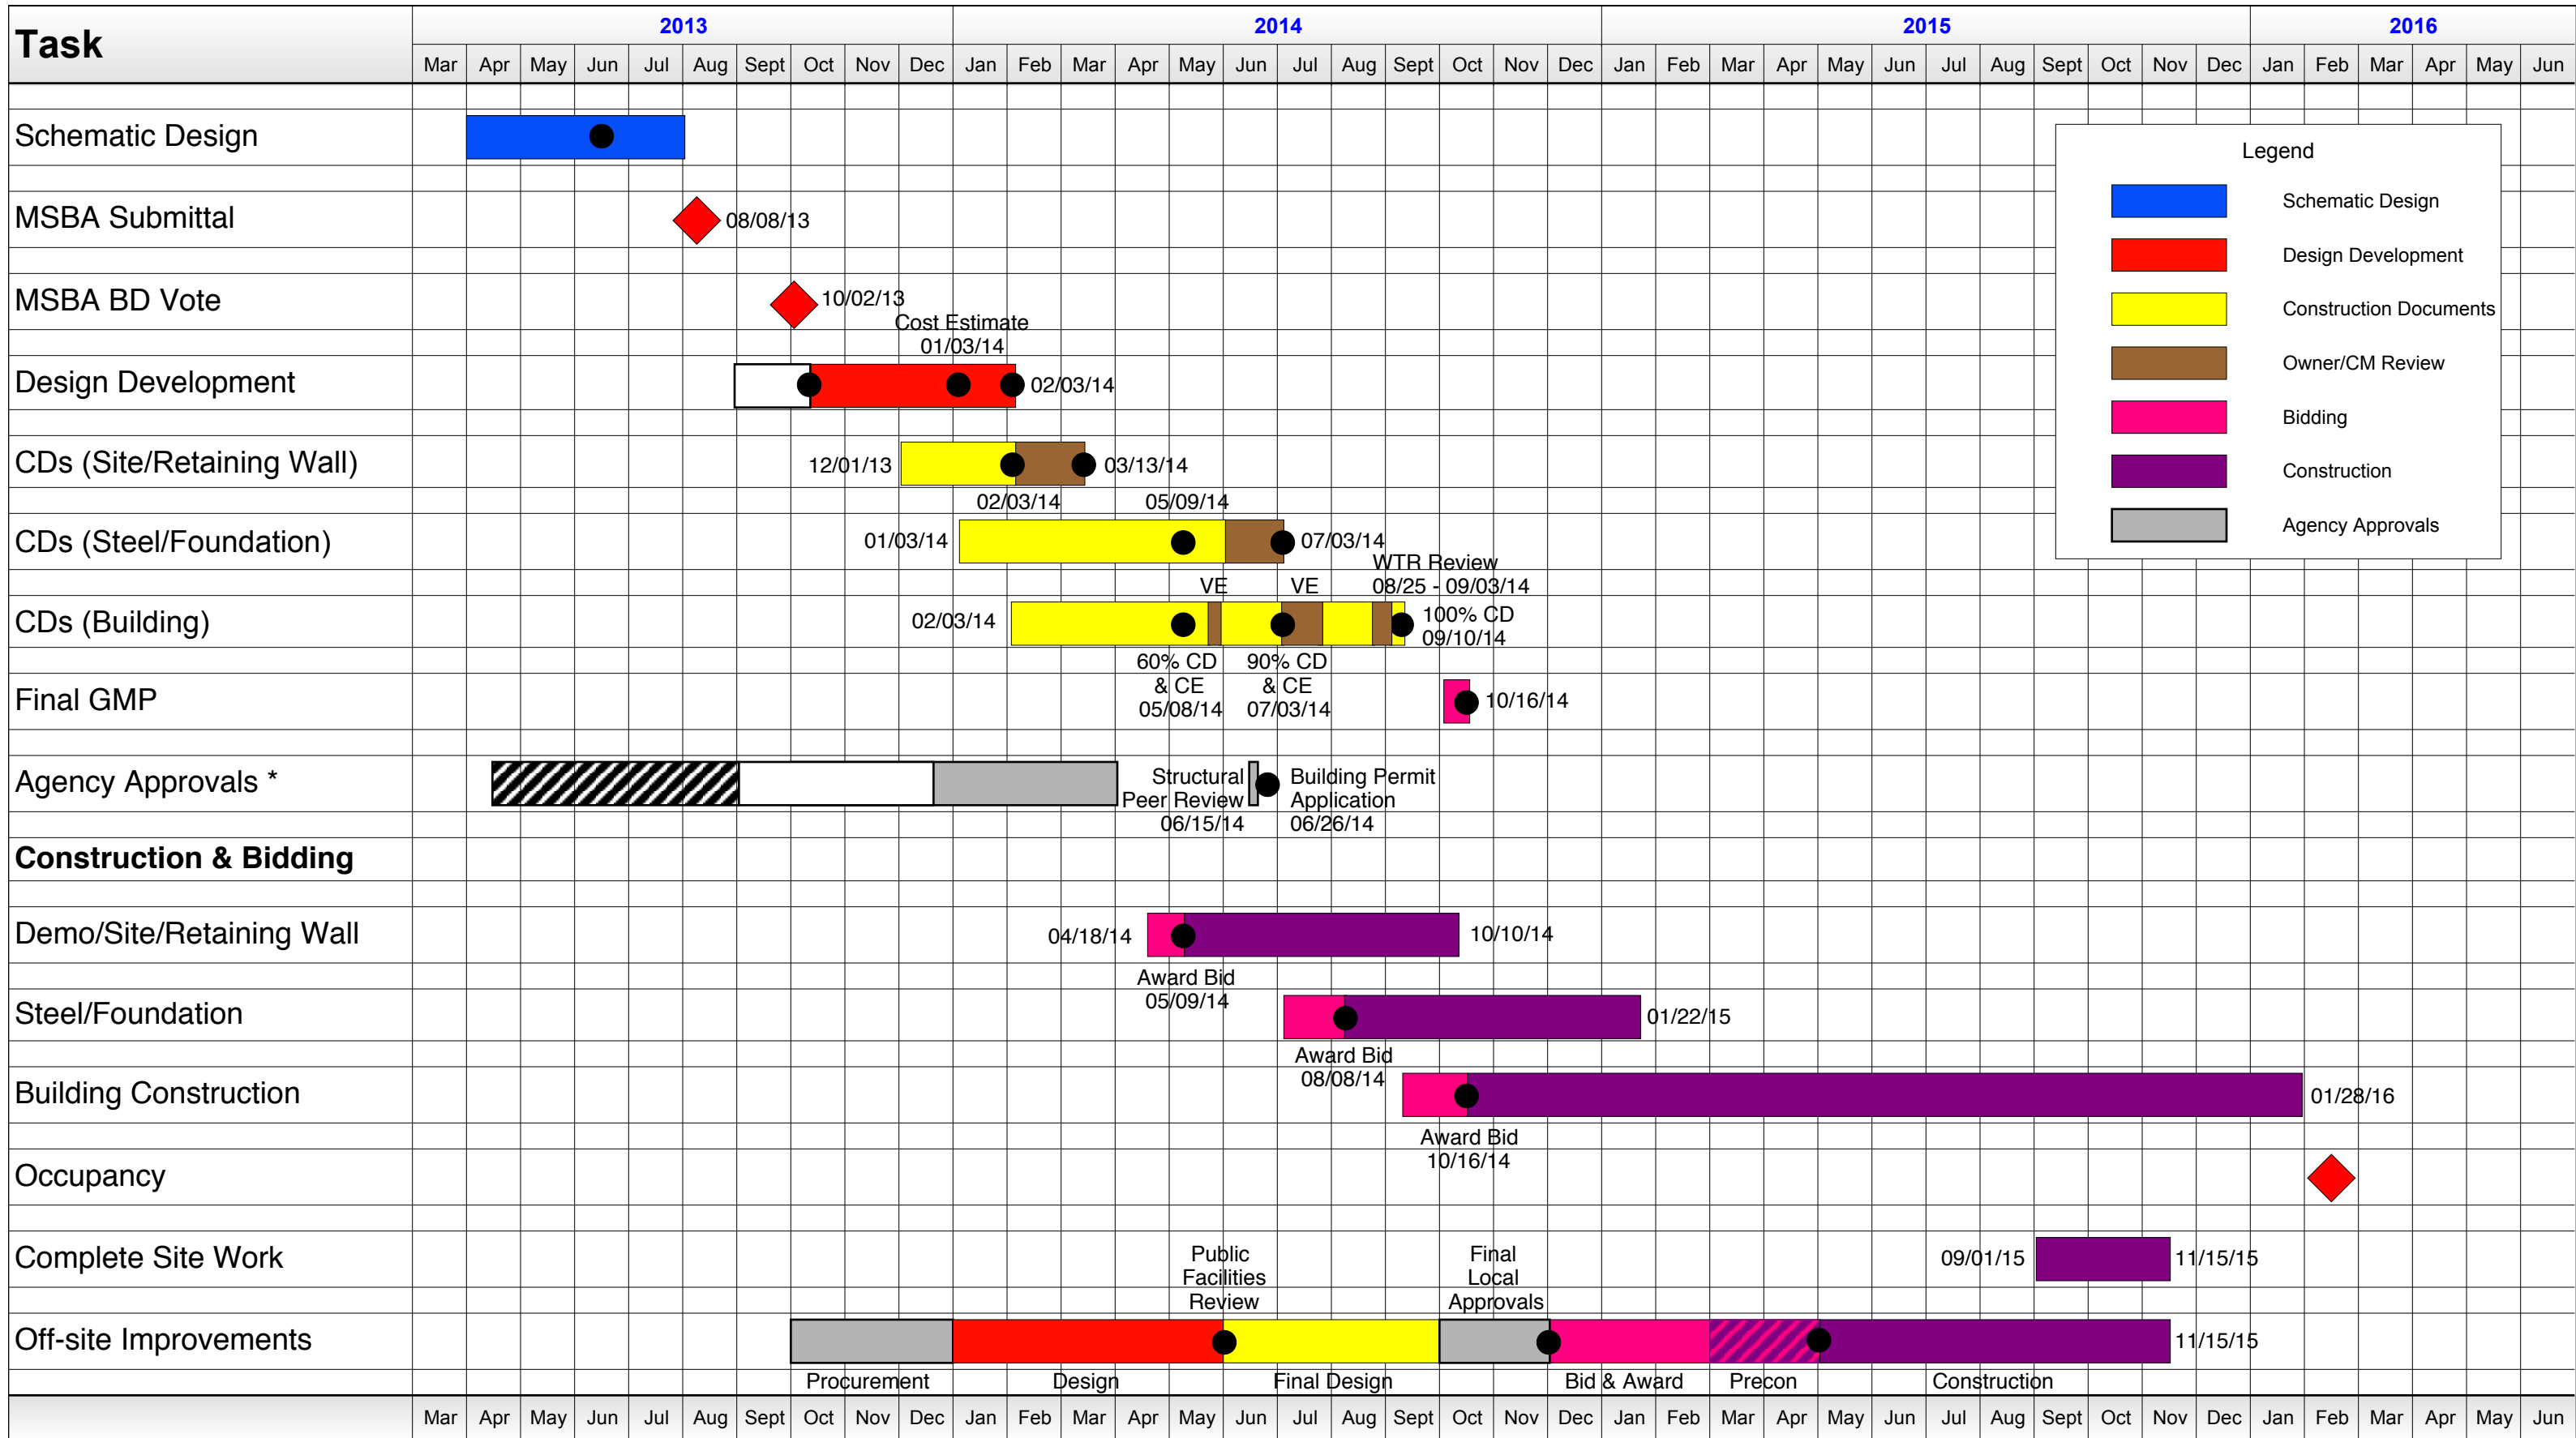 Task
2013 2014 2015 2016
Mar Apr May Jun Jul Aug Sept Oct Nov Dec Jan Feb Mar Apr May Jun Jul Aug Sept Oct Nov Dec Jan Feb Mar Apr May Jun Jul Aug Sept Oct Nov Dec Jan Feb Mar Apr May Jun
Schematic Design
MSBA Submittal
08/08/13
MSBA BD Vote
10/02/13
Cost Estimate
01/03/14
Design Development
02/03/14
CDs (Site/Retaining Wall)
12/01/13
03/13/14
02/03/14
05/09/14
CDs (Steel/Foundation)
01/03/14
07/03/14
WTR Review
VE
VE
08/25 - 09/03/14
CDs (Building)
02/03/14
100% CD
09/10/14
60% CD
& CE
05/08/14
90% CD
& CE
07/03/14
Final GMP
10/16/14
Agency Approvals *
Structural
Peer Review
06/15/14
Building Permit
Application
06/26/14
Construction & Bidding
Demo/Site/Retaining Wall
04/18/14
10/10/14
Award Bid
05/09/14
Steel/Foundation
01/22/15
Award Bid
08/08/14
Building Construction
01/28/16
Award Bid
10/16/14
Occupancy
Complete Site Work
09/01/15
11/15/15
Public
Facilities
Review
Final
Local
Approvals
Off-site Improvements
11/15/15
Procurement
Design
Final Design
Bid & Award
Precon
Construction
Mar Apr May Jun Jul Aug Sept Oct Nov Dec Jan Feb Mar Apr May Jun Jul Aug Sept Oct Nov Dec Jan Feb Mar Apr May Jun Jul Aug Sept Oct Nov Dec Jan Feb Mar Apr May Jun
Legend
Schematic Design
Design Development
Construction Documents
Owner/CM Review
Bidding
Construction
Agency Approvals